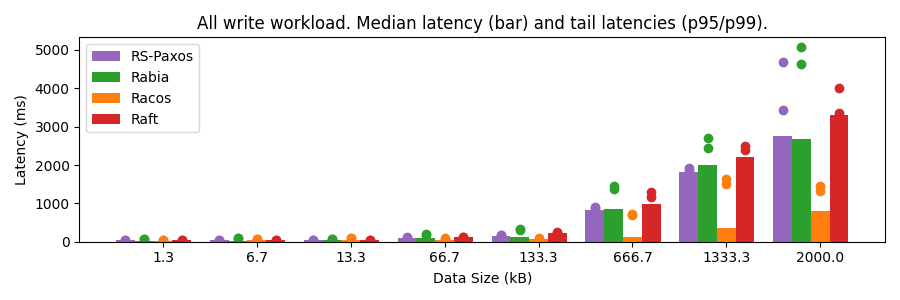 All write workload. Median latency (bar) and tail latencies (p95/p99).
Latency (ms)
5000
4000
3000
2000
1000
0
RS-Paxos
Rabia
Racos
Raft
1.3 6.7 13.3 66.7 133.3 666.7 1333.3 2000.0
Data Size (kB)